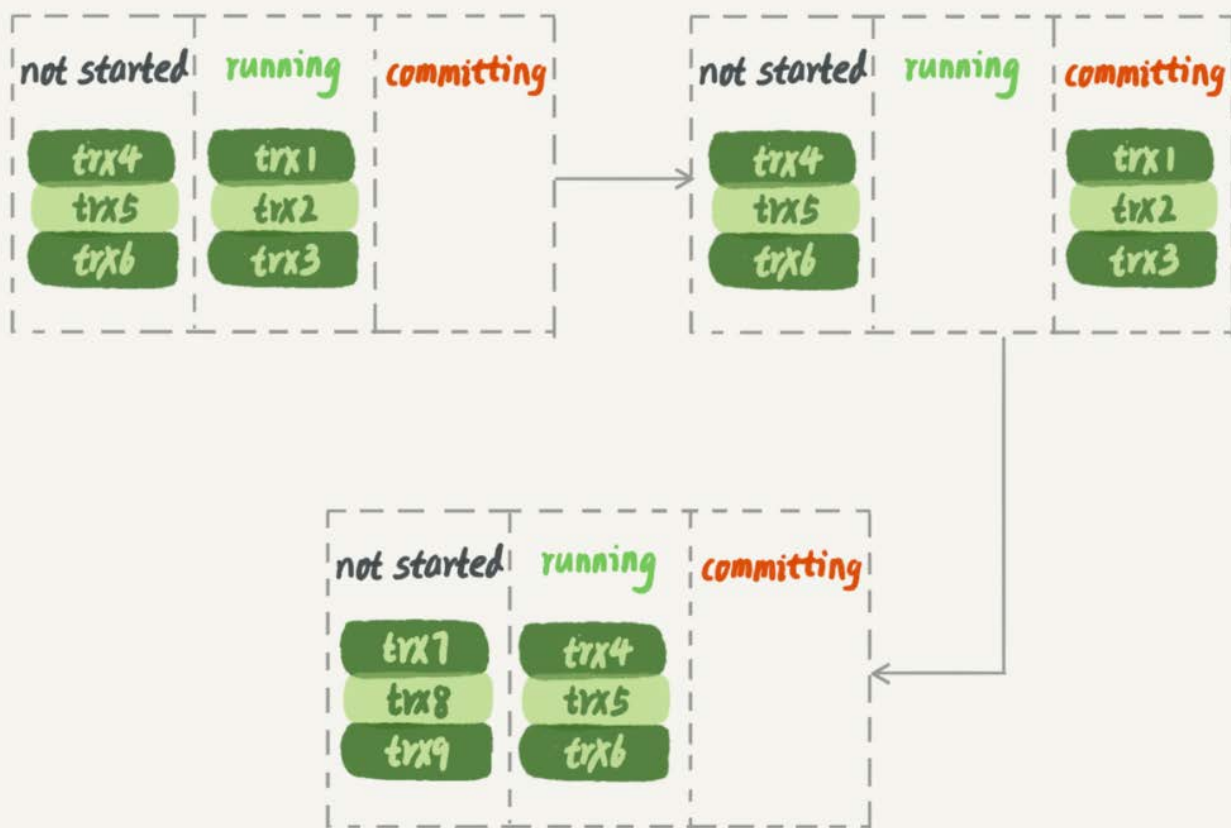 not started running committing
trx4 trx1
trx5 trx2
trx6 trx3
not started running committing
trx4 trx1
trx5 trx2
trx6 trx3
not started running committing
trx7 trx4
trx8 trx5
trx9 trx6